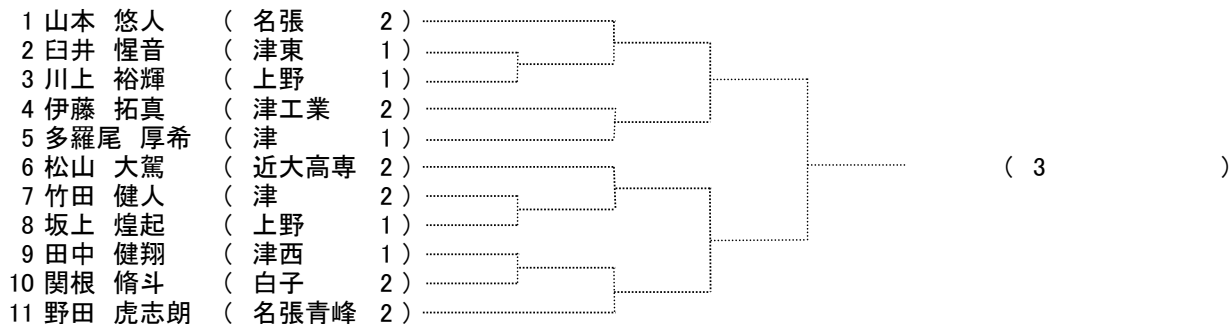 1 山本 悠人 ( 名張 2 )
2 臼井 惺音 ( 津東 1 )
3 川上 裕輝 ( 上野 1 )
4 伊藤 拓真 ( 津工業 2 )
5 多羅尾 厚希 ( 津 1 )
6 松山 大駕 ( 近大高専 2 ) ( 3 )
7 竹田 健人 ( 津 2 )
8 坂上 煌起 ( 上野 1 )
9 田中 健翔 ( 津西 1 )
10 関根 脩斗 ( 白子 2 )
11 野田 虎志朗 ( 名張青峰 2 )